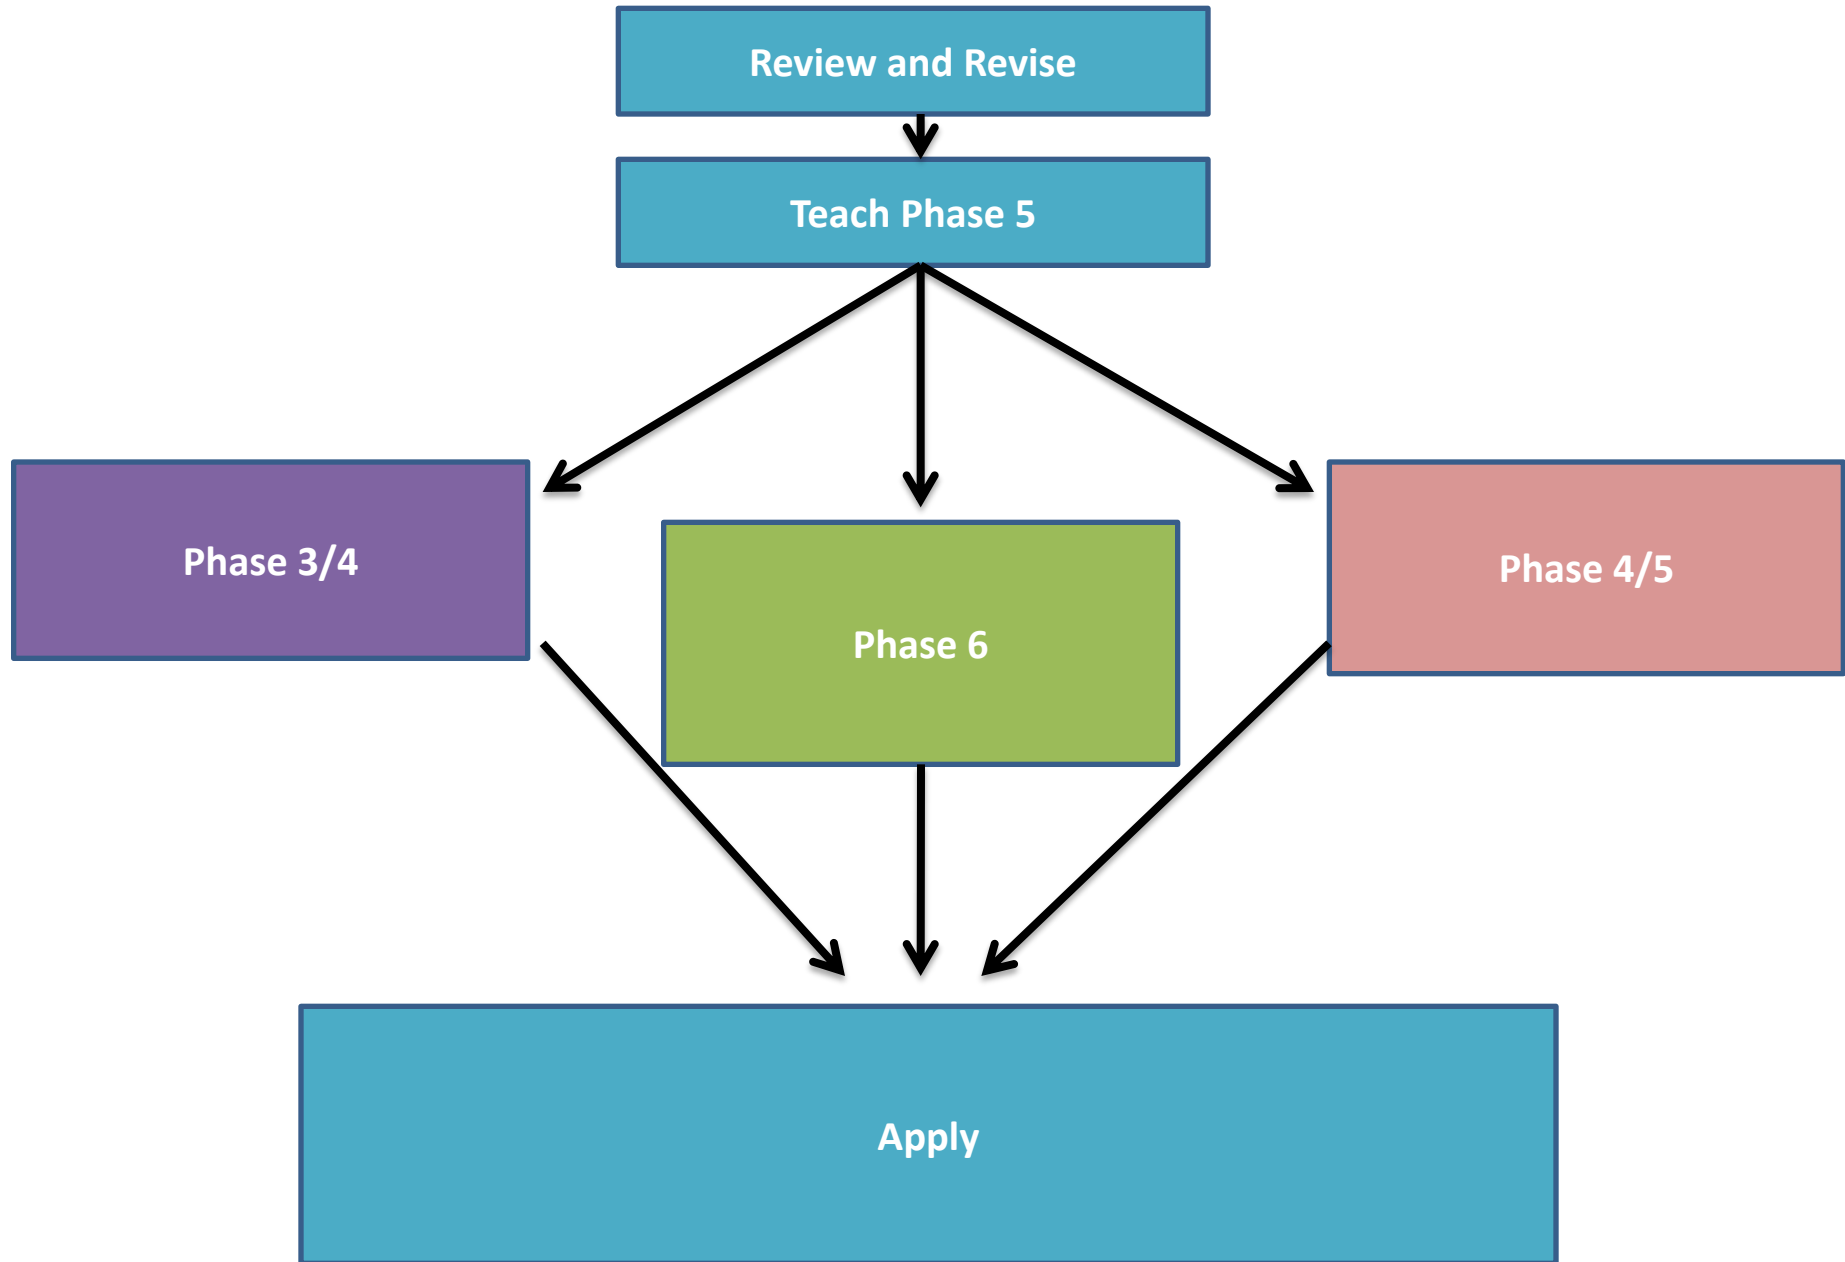 Review and Revise
Teach Phase 5
Phase 3/4
Phase 6
Phase 4/5
Apply